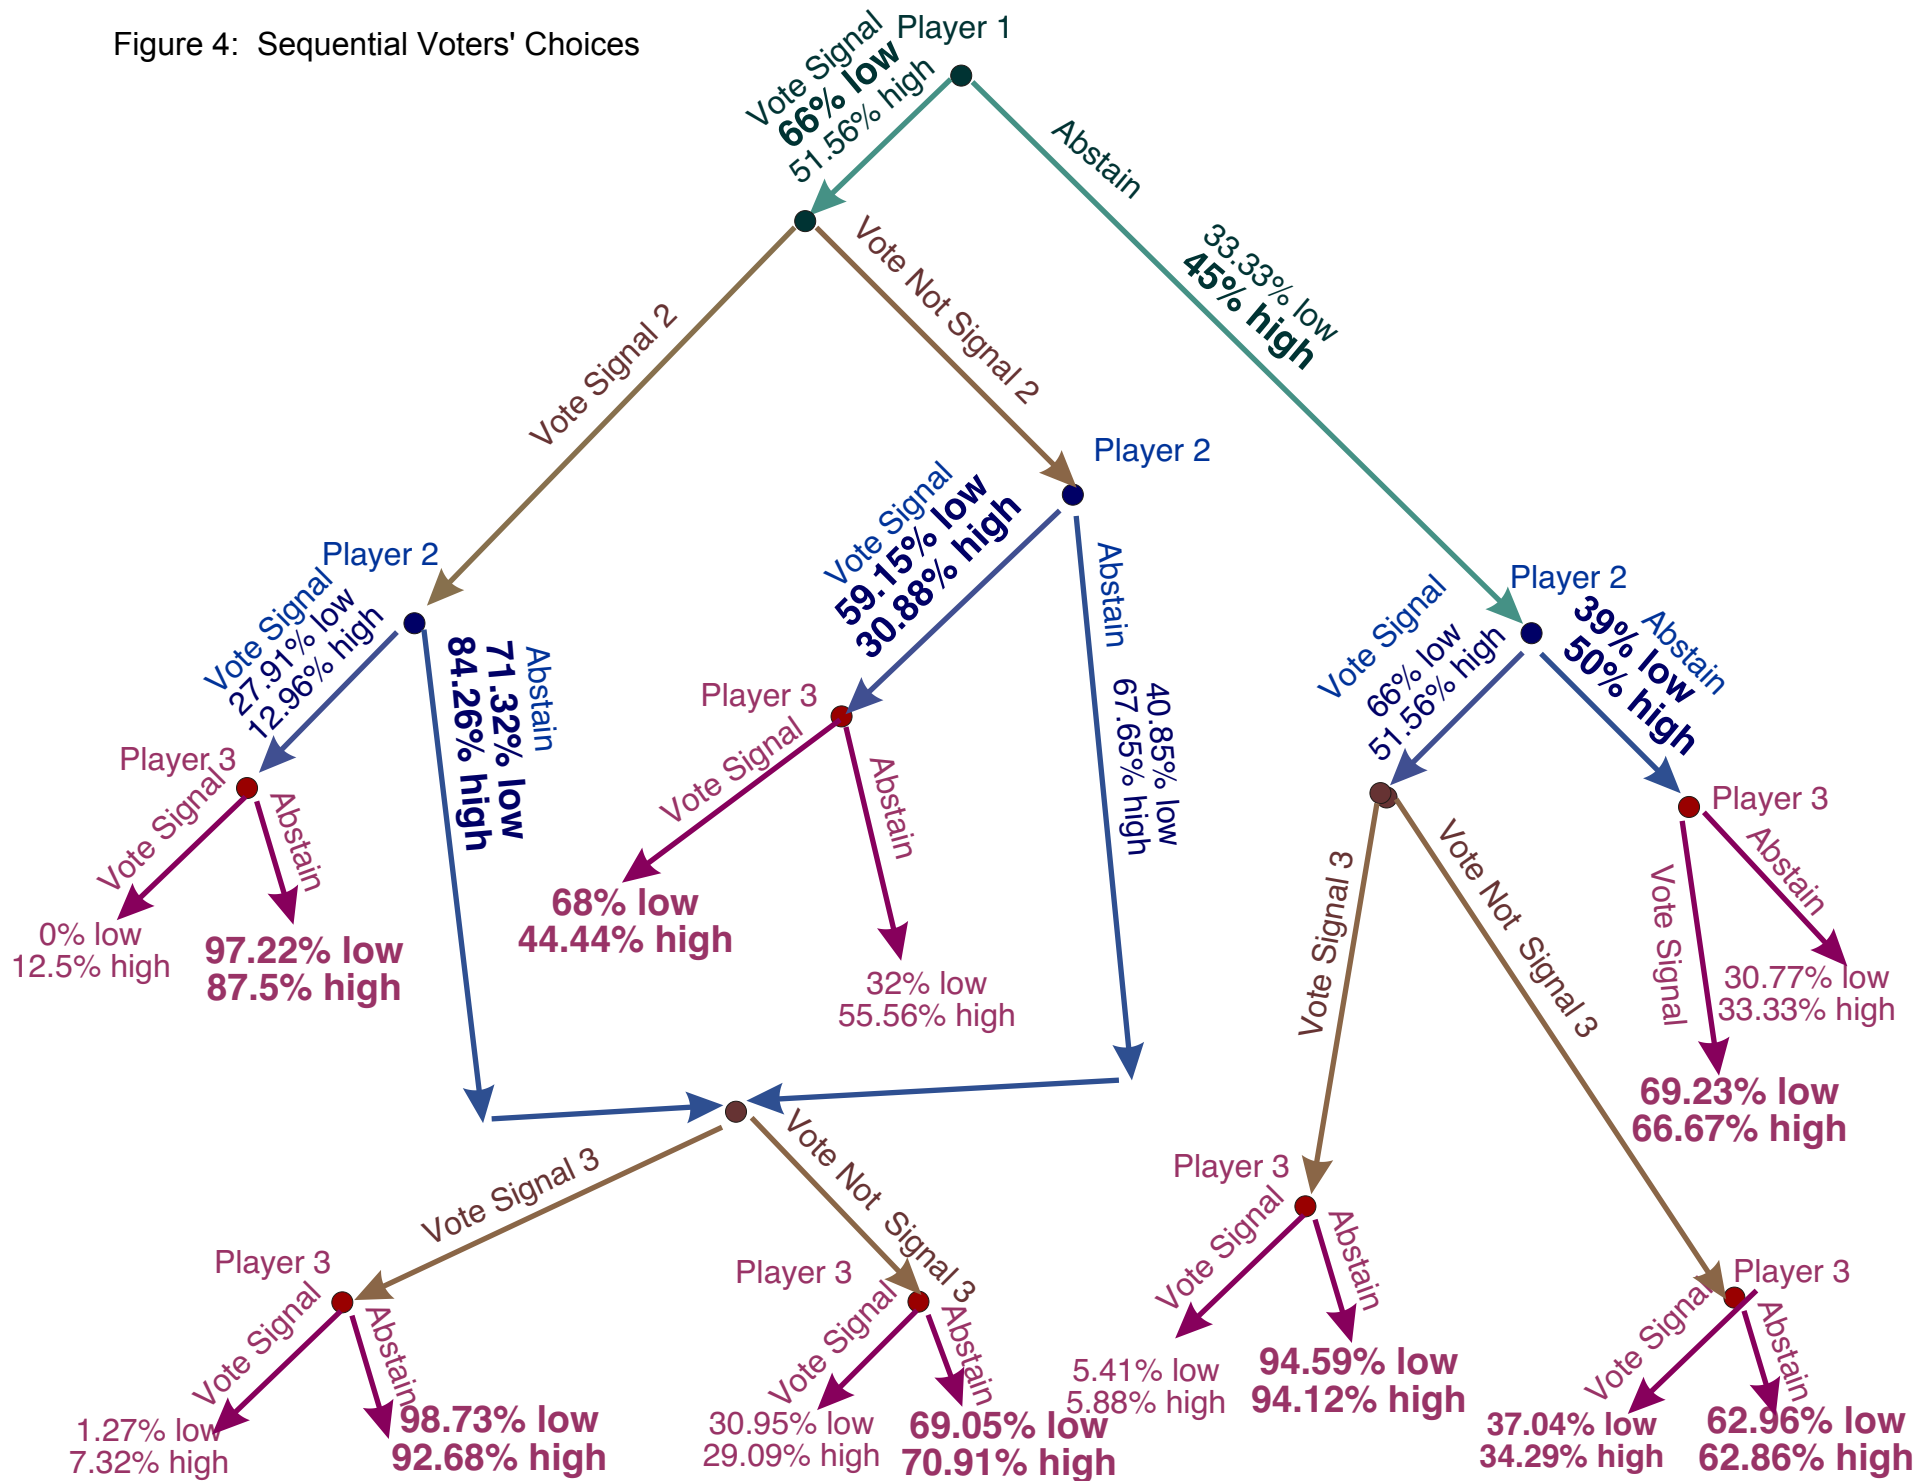 Figure 4: Sequential Voters' Choices
Player 1
Vote Signal
66% low
51.56% high
Abstain
33.33% low
45% high
Vote Signal 2
Vote Not Signal 2
Player 2
Vote Signal
27.91% low
12.96% high
Abstain
71.32% low
84.26% high
Player 2
Vote Signal
59.15% low
30.88% high
Abstain
40.85% low
67.65% high
Player 2
Vote Signal
66% low
51.56% high
Abstain
39% low
50% high
Player 3
Vote Signal
Abstain
0% low
12.5% high
97.22% low
87.5% high
Player 3
Vote Signal
Abstain
68% low
44.44% high
32% low
55.56% high
Vote Signal 3
Vote Not Signal 3
Player 3
Vote Signal
Abstain
69.23% low
66.67% high
30.77% low
33.33% high
Vote Signal 3
Vote Not Signal 3
Player 3
Vote Signal
Abstain
1.27% low
7.32% high
98.73% low
92.68% high
Player 3
Vote Signal
Abstain
30.95% low
29.09% high
69.05% low
70.91% high
Player 3
Vote Signal
Abstain
5.41% low
5.88% high
94.59% low
94.12% high
Player 3
Vote Signal
Abstain
37.04% low
34.29% high
62.96% low
62.86% high